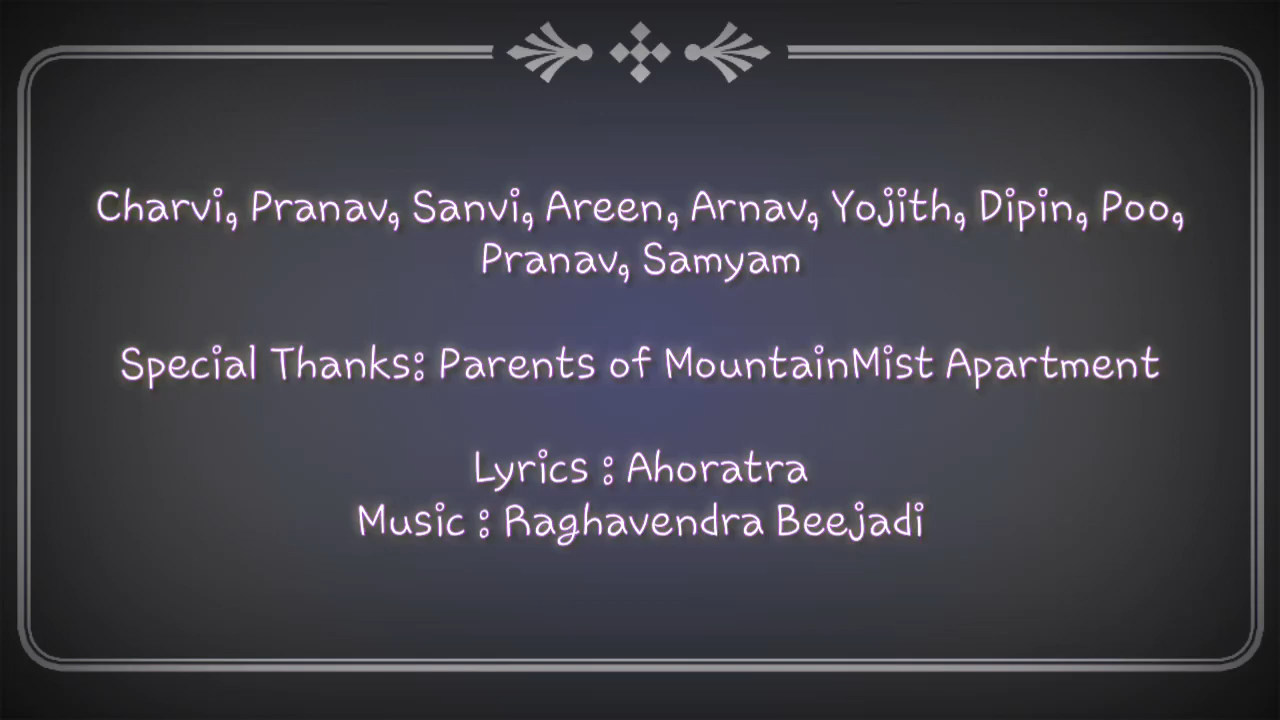 Charvi, Pranav, Sanvi, Areen, Arnav, Yojith, Dipin, Poo,
Pranav, Samyam
Special Thanks: Parents of MountainMist Apartment
Lyrics : Ahoratra
Music : Raghavendra Beejadi